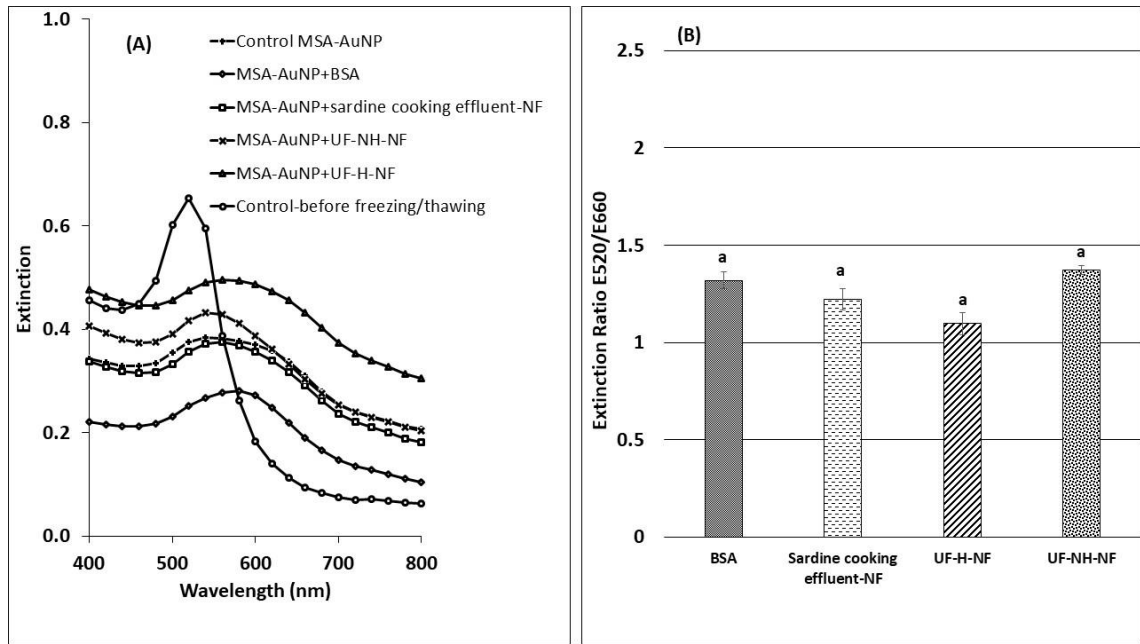 (A)
1.0
0.8
0.6
0.4
0.2
0.0
Extinction
400 500 600 700 800
Wavelength (nm)
Control MSA-AuNP
MSA-AuNP+BSA
MSA-AuNP+sardine cooking effluent-NF
MSA-AuNP+UF-NH-NF
MSA-AuNP+UF-H-NF
Control-before freezing/thawing
(B)
2.5
2
1.5
1
0.5
0
Extinction Ratio E520/E660
a
a
a
a
BSA
Sardine cooking
effluent-NF
UF-H-NF
UF-NH-NF